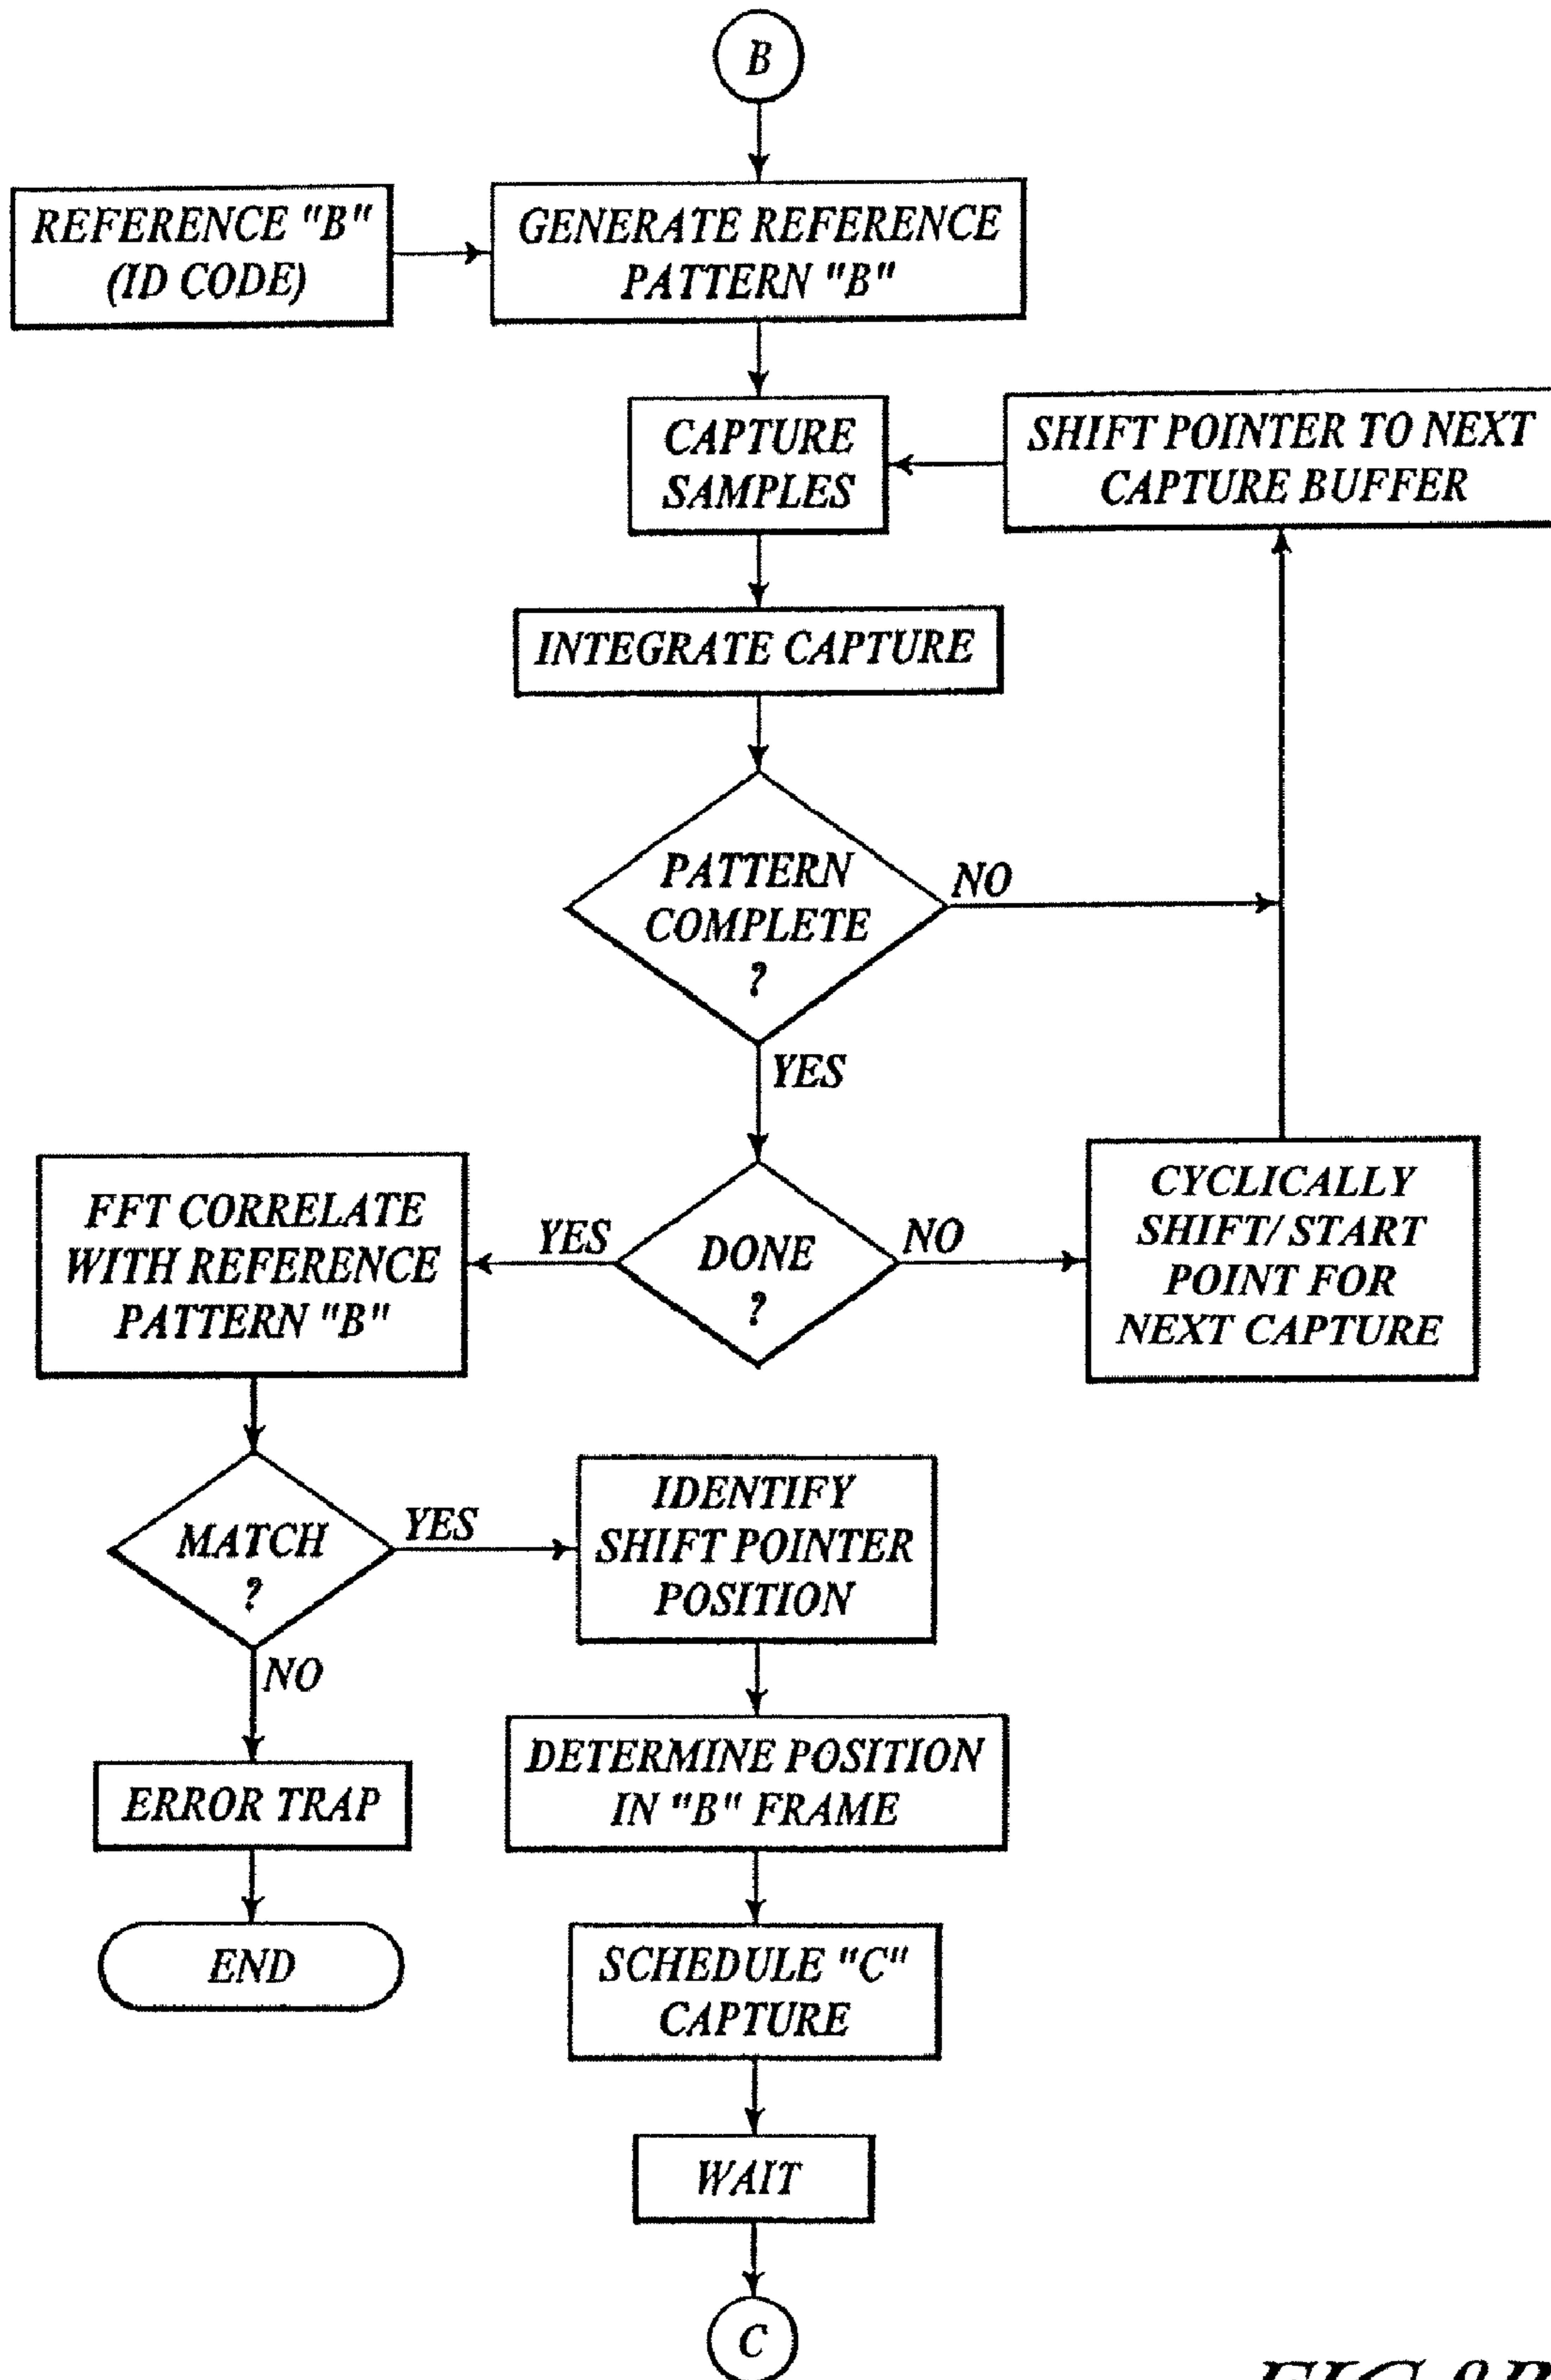 B
REFERENCE "B"
(ID CODE)
GENERATE REFERENCE
PATTERN "B"
CAPTURE
SAMPLES
SHIFT POINTER TO NEXT
CAPTURE BUFFER
INTEGRATE CAPTURE
PATTERN
COMPLETE
?
NO
YES
FFT CORRELATE
WITH REFERENCE
PATTERN "B"
YES
DONE
?
NO
CYCLICALLY
SHIFT/ START
POINT FOR
NEXT CAPTURE
MATCH
?
YES
NO
IDENTIFY
SHIFT POINTER
POSITION
ERROR TRAP
DETERMINE POSITION
IN "B" FRAME
END
SCHEDULE "C"
CAPTURE
WAIT
C